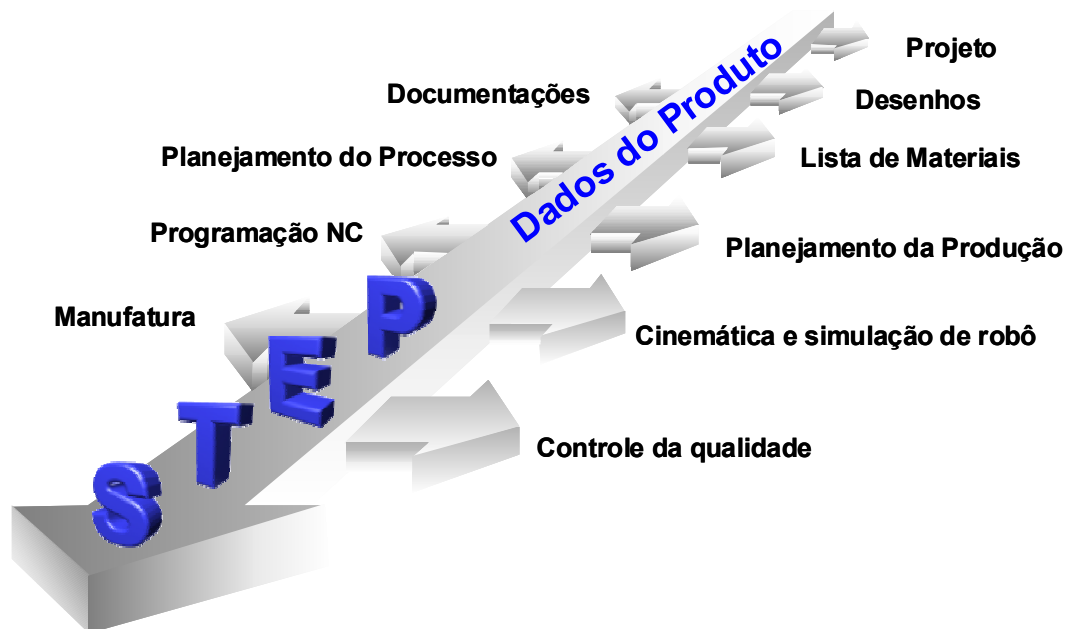 Projeto
Documentações
Desenhos
Dados do Produto
Planejamento do Processo
Lista de Materiais
Programação NC
Planejamento da Produção
Manufatura
Cinemática e simulação de robô
STEP
Controle da qualidade